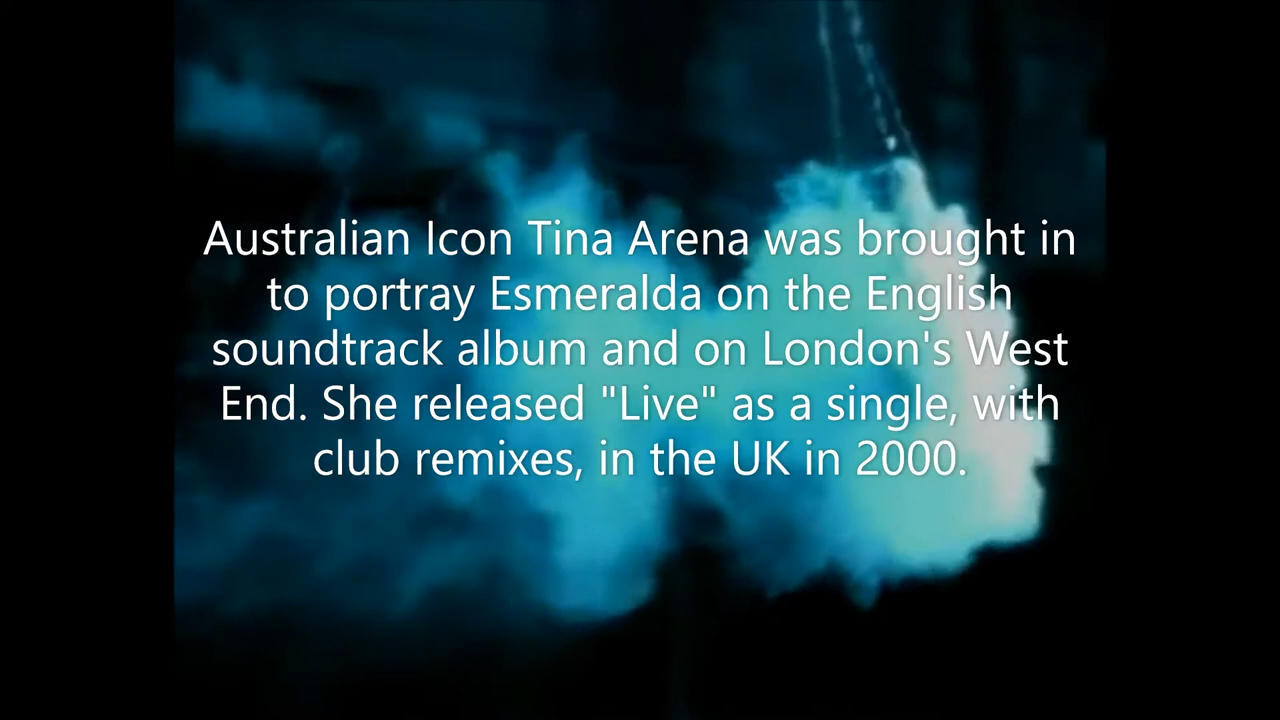 Australian Icon Tina Arena was brought in
to portray Esmeralda on the English
soundtrack album and on London's West
End. She released "Live" as a single, with
club remixes, in the UK in 2000.